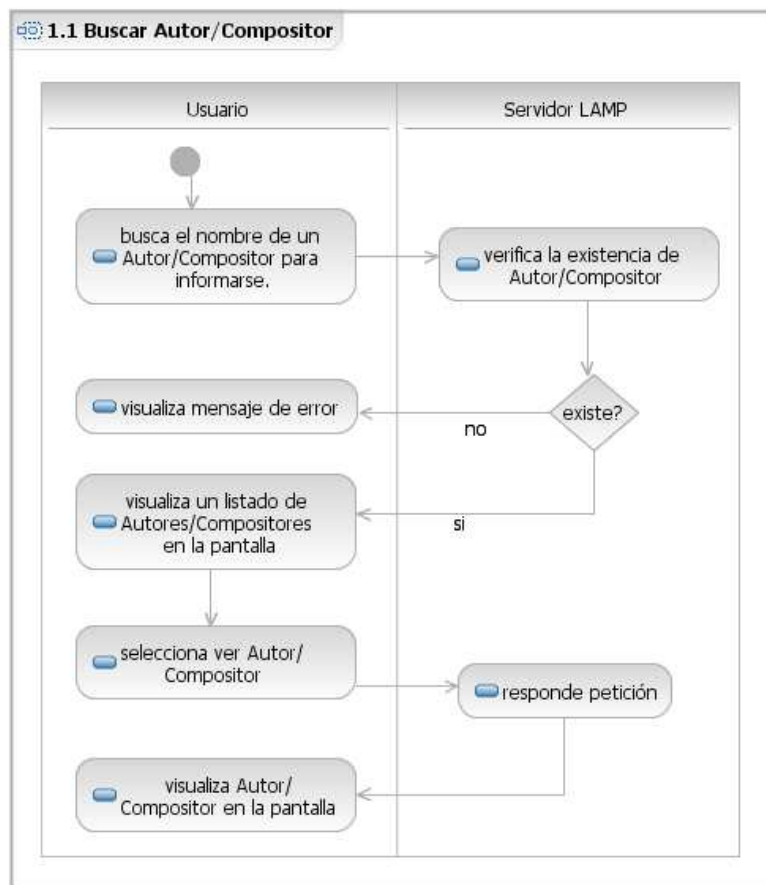 1.1 Buscar Autor/Compositor
Usuario
Servidor LAMP
busca el nombre de un
Autor/Compositor para
informarse.
verifica la existencia de
Autor/Compositor
existe?
no
visualiza mensaje de error
si
visualiza un listado de
Autores/Compositores
en la pantalla
selecciona ver Autor/
Compositor
responde petición
visualiza Autor/
Compositor en la pantalla